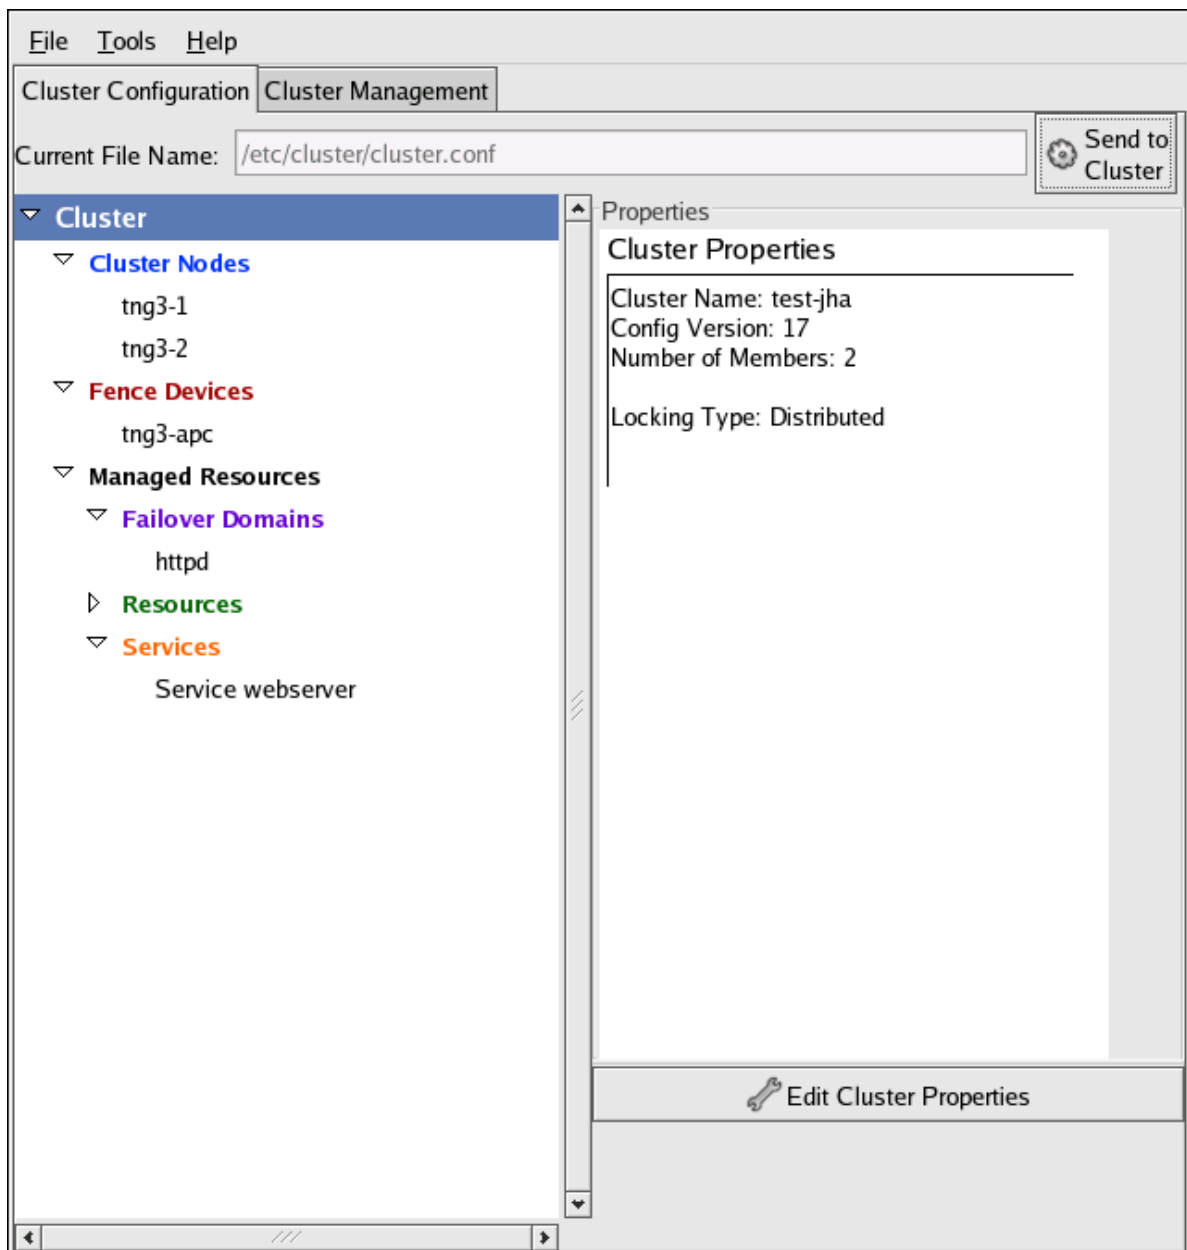 File Tools Help
Cluster Configuration Cluster Management
Current File Name: /etc/cluster/cluster.conf
Send to
Cluster
Cluster
Cluster Nodes
tng3-1
tng3-2
Fence Devices
tng3-apc
Managed Resources
Failover Domains
httpd
Resources
Services
Service webserver
Properties
Cluster Properties
Cluster Name: test-jha
Config Version: 17
Number of Members: 2
Locking Type: Distributed
Edit Cluster Properties